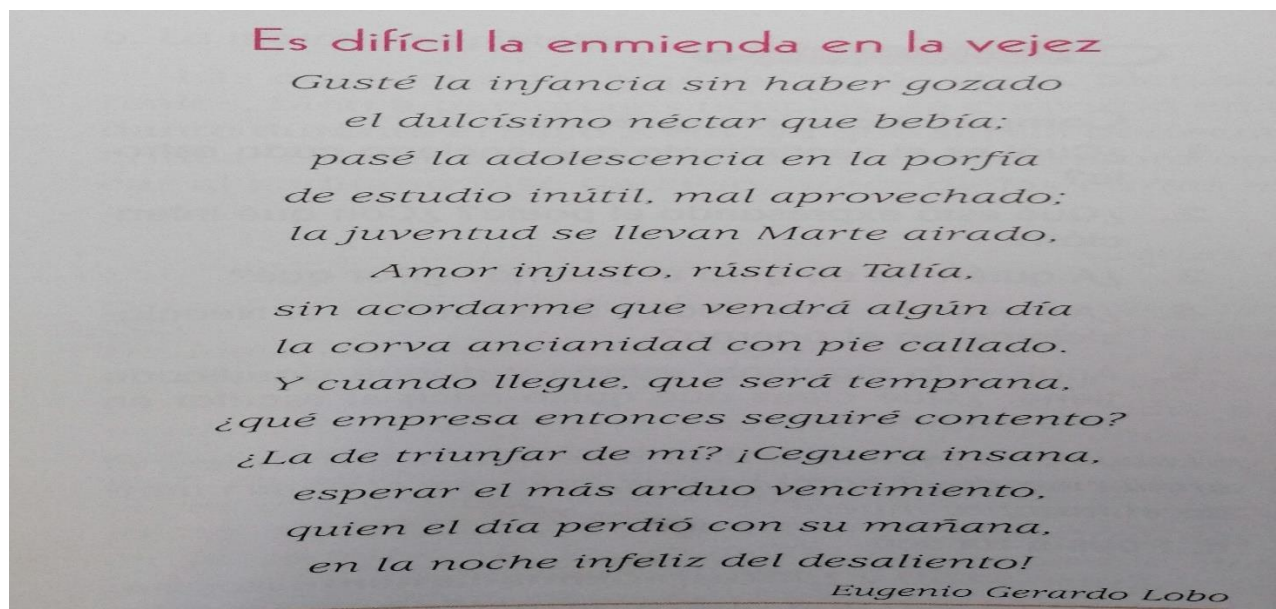 Es difícil la enmienda en la vejez
Gusté la infancia sin haber gozado
el dulcísimo néctar que bebía;
pasé la adolescencia en la porfía
de estudio inútil, mal aprovechado;
la juventud se llevan Marte airado,
Amor injusto, rústica Talía,
sin acordarme que vendrá algún día
la corva ancianidad con pie callado.
Y cuando llegue, que será temprana,
¿qué empresa entonces seguiré contento?
¿La de triunfar de mí? ¡Ceguera insana,
esperar el más arduo vencimiento,
quien el día perdió con su mañana,
en la noche infeliz del desaliento!
Eugenio Gerardo Lobo